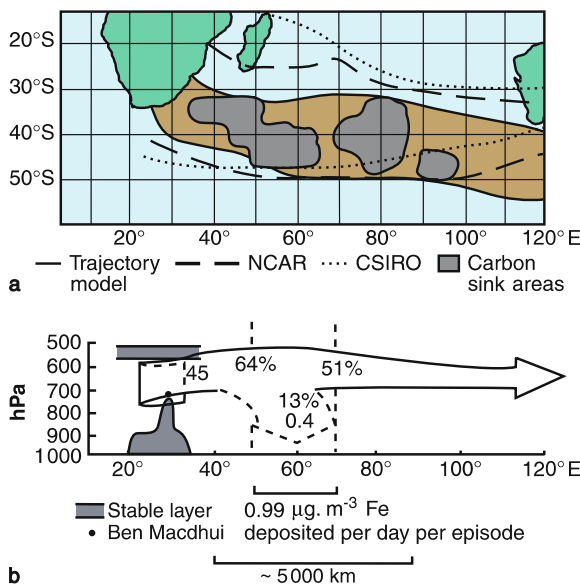 20°S
30°S
40°S
50°S
20° 40° 60° 80° 100° 120°E
Trajectory model
NCAR
CSIRO
Carbon sink areas
a
hPa
500
600
700
800
900
1000
45
64%
51%
13%
0.4
20° 40° 60° 80° 100° 120°E
Stable layer
Ben Macdhui
0.99 µg. m-3 Fe
deposited per day per episode
~ 5000 km
b